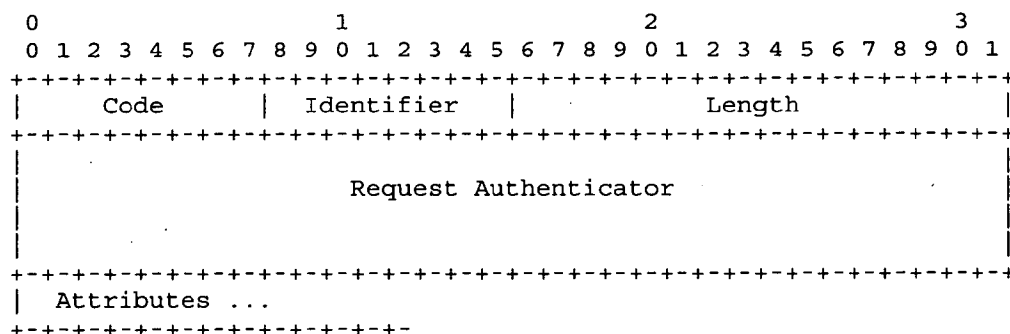 0                   1                   2                   3
0 1 2 3 4 5 6 7 8 9 0 1 2 3 4 5 6 7 8 9 0 1 2 3 4 5 6 7 8 9 0 1
+-+-+-+-+-+-+-+-+-+-+-+-+-+-+-+-+-+-+-+-+-+-+-+-+-+-+-+-+-+-+-+-+
|     Code      |  Identifier   |            Length             |
+-+-+-+-+-+-+-+-+-+-+-+-+-+-+-+-+-+-+-+-+-+-+-+-+-+-+-+-+-+-+-+-+
|                                                               |
|                     Request Authenticator                     |
|                                                               |
|                                                               |
+-+-+-+-+-+-+-+-+-+-+-+-+-+-+-+-+-+-+-+-+-+-+-+-+-+-+-+-+-+-+-+-+
|  Attributes ...
+-+-+-+-+-+-+-+-+-+-+-+-+-